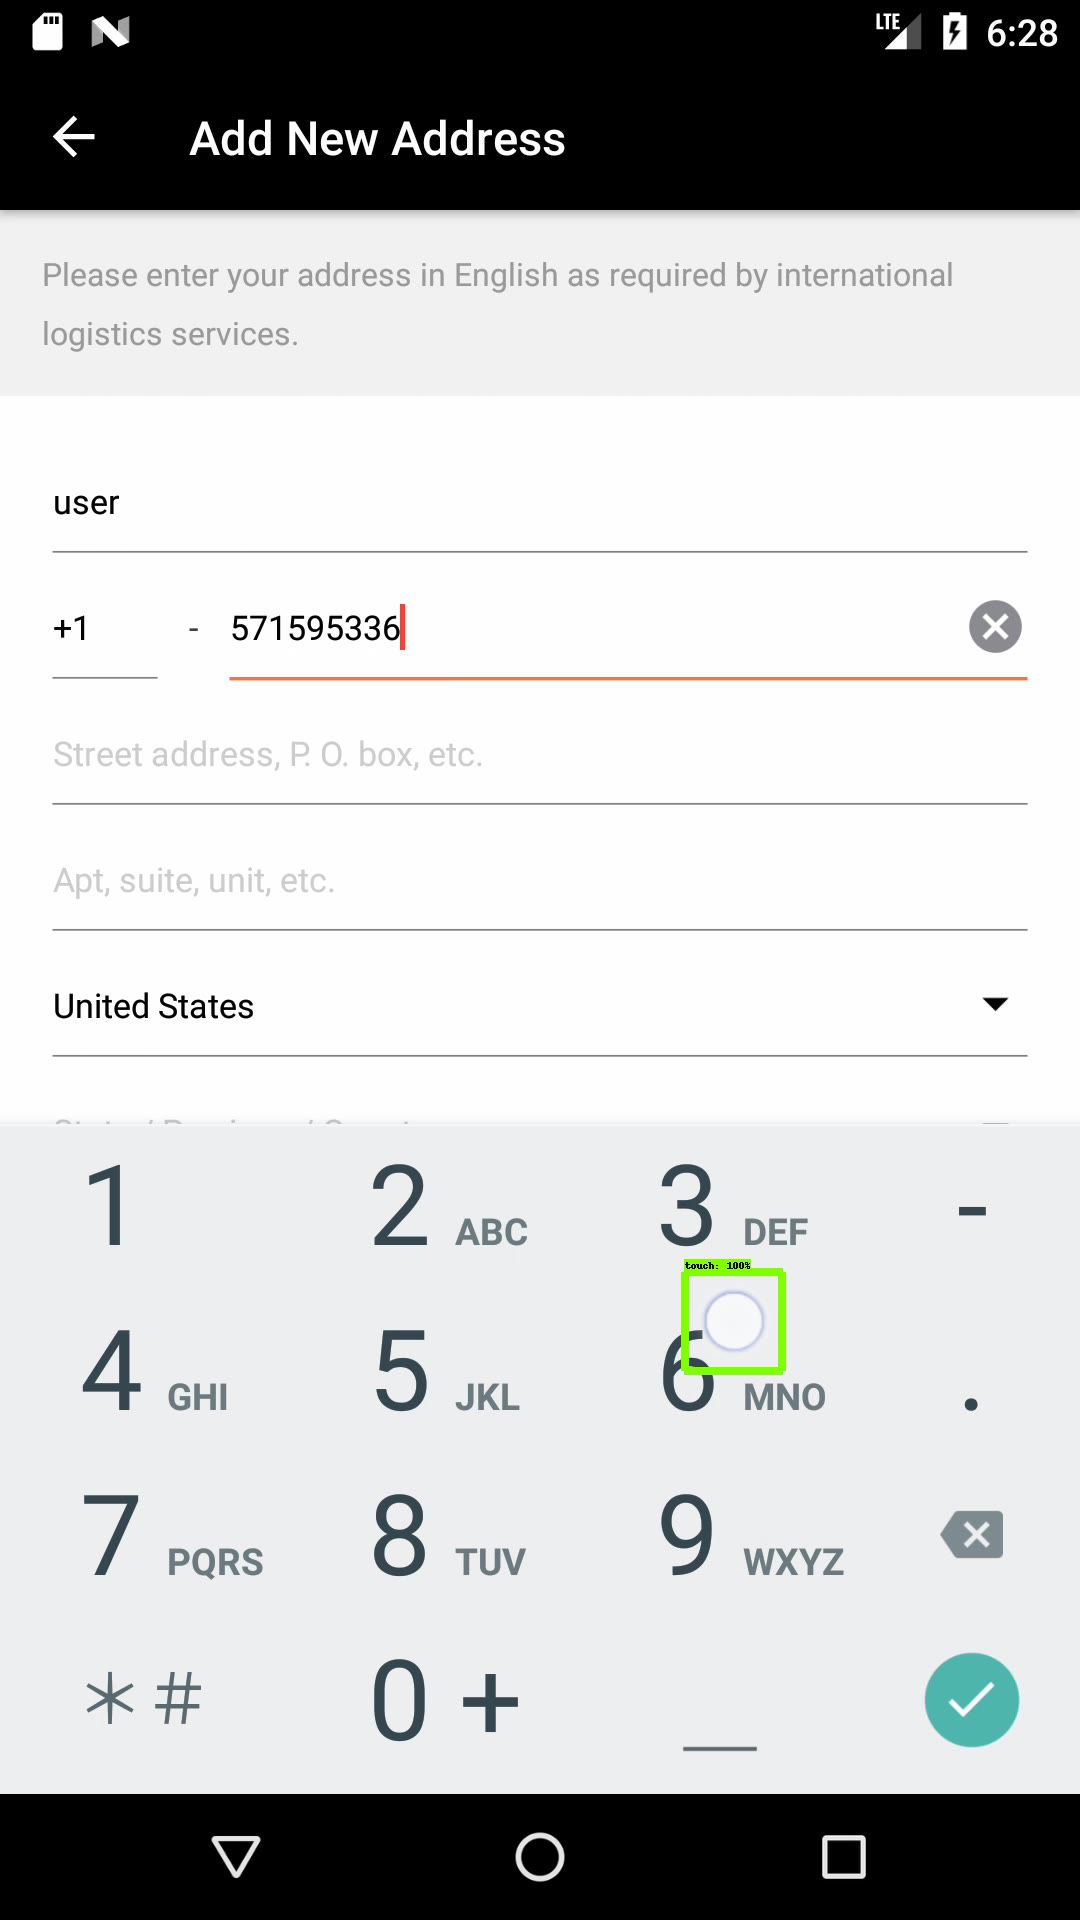 LTE 6:28
Add New Address
Please enter your address in English as required by international
logistics services.
user
+1 - 571595336
Street address, P. O. box, etc.
Apt, suite, unit, etc.
United States
1 2 ABC 3 DEF -
touch: 100%
4 GHI 5 JKL 6 MNO .
7 PQRS 8 TUV 9 WXYZ
*# 0 + _